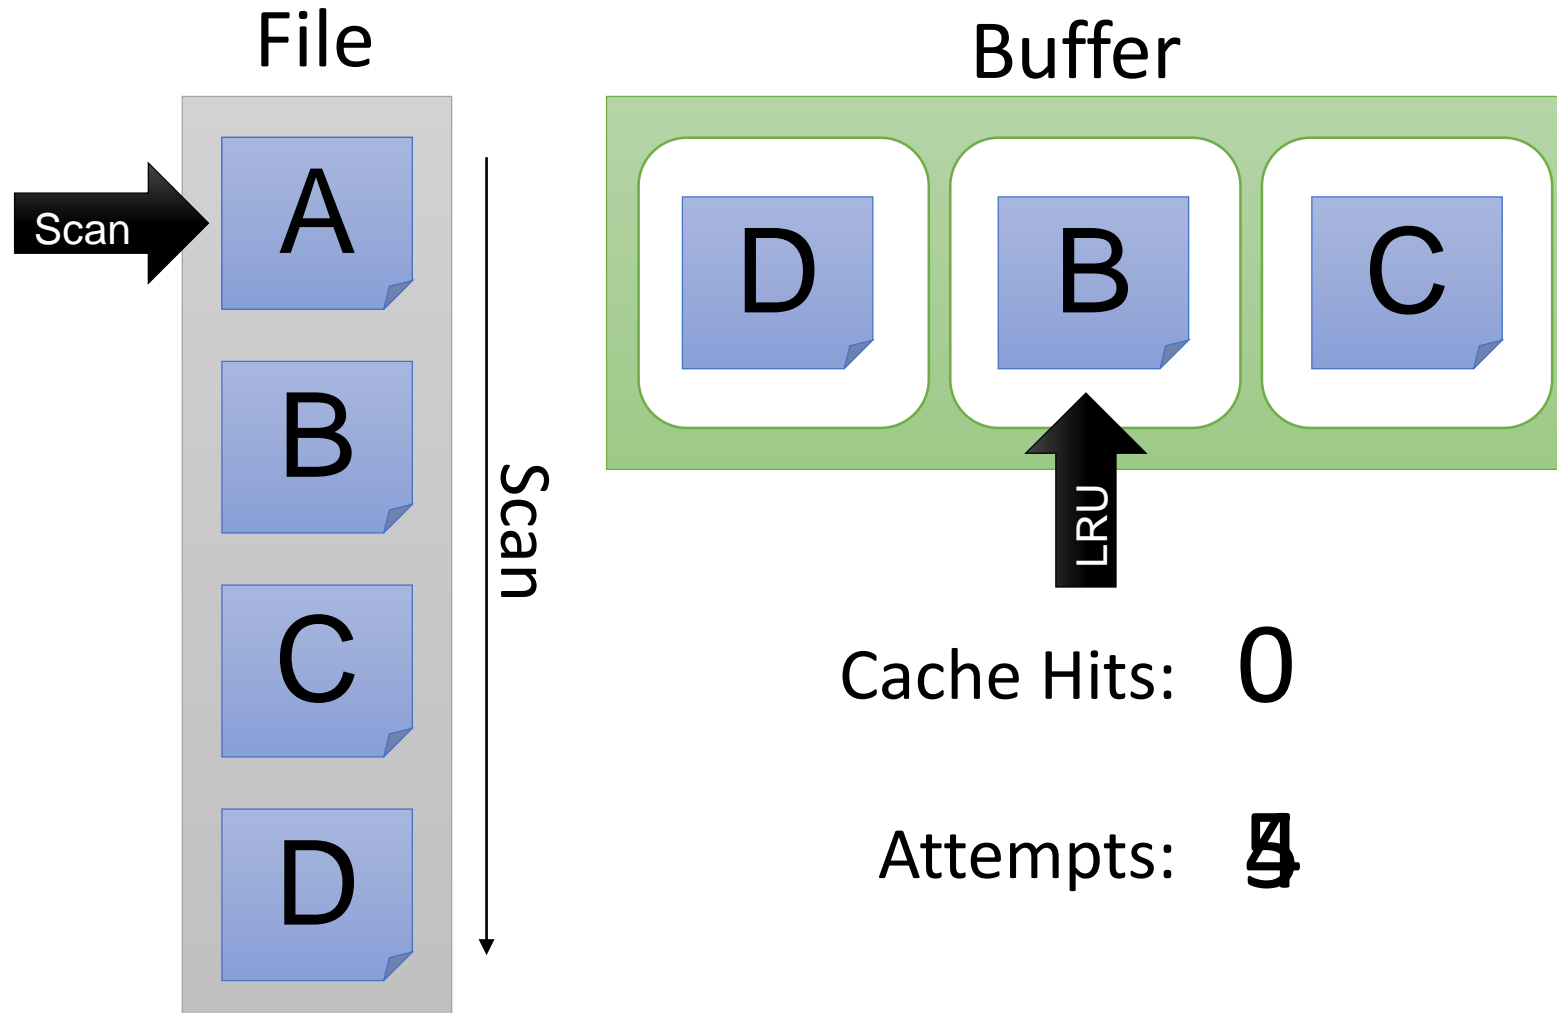 File
Scan
A
B
C
D
Scan
Buffer
D
B
C
LRU
Cache Hits: 0
Attempts: